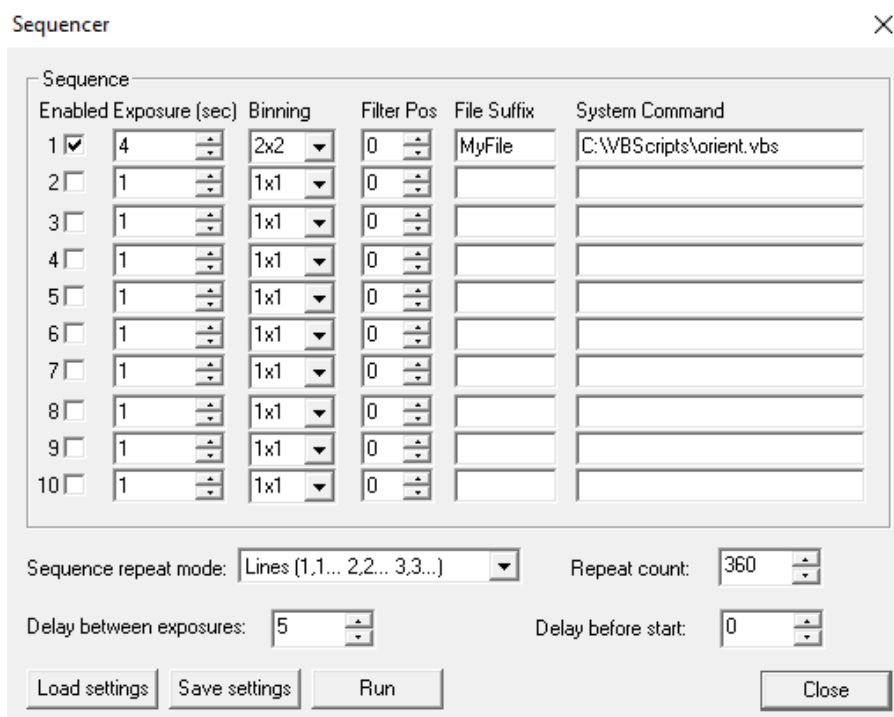 Sequencer
Sequence
Enabled Exposure (sec) Binning Filter Pos File Suffix System Command
1 4 2x2 0 MyFile C:\VBScripts\orient.vbs
2 1 1x1 0
3 1 1x1 0
4 1 1x1 0
5 1 1x1 0
6 1 1x1 0
7 1 1x1 0
8 1 1x1 0
9 1 1x1 0
10 1 1x1 0
Sequence repeat mode: Lines (1,1... 2,2... 3,3...) Repeat count: 360
Delay between exposures: 5 Delay before start: 0
Load settings Save settings Run Close